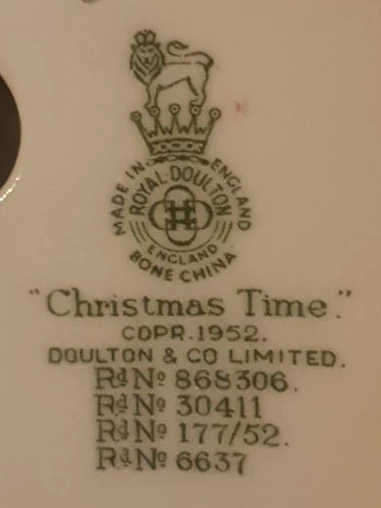 MADE IN ENGLAND
ROYAL·DOULTON
ENGLAND
BONE CHINA
"Christmas Time."
COPR.1952.
DOULTON & CO LIMITED.
Rd No 868306.
Rd No 30411
Rd No 177/52.
Rd No 6637